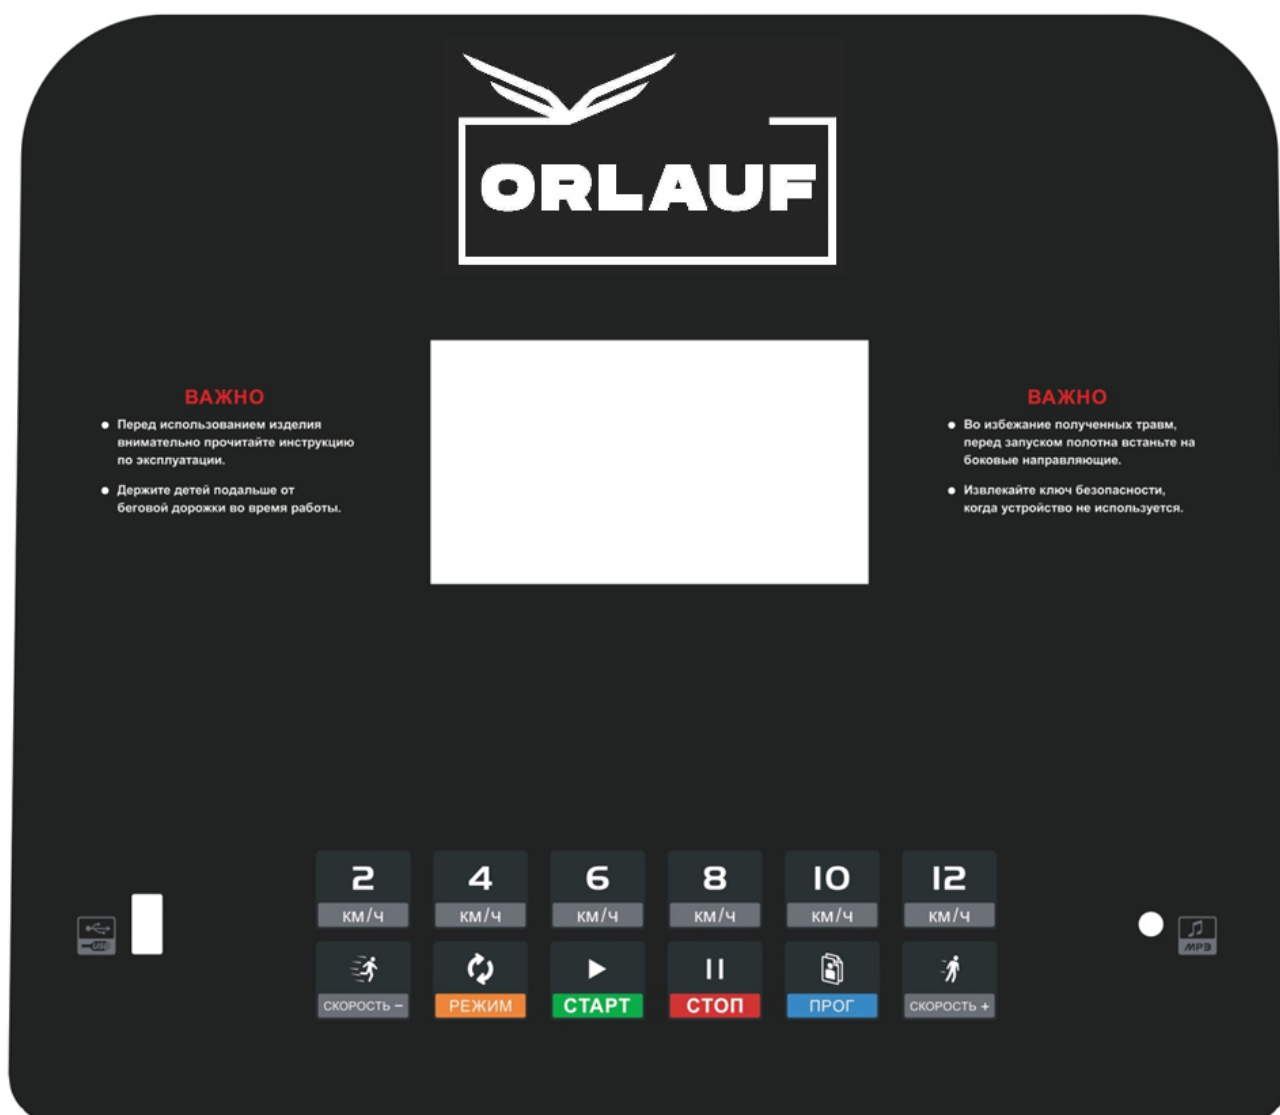 ORLAUF
ВАЖНО
● Перед использованием изделия
внимательно прочитайте инструкцию
по эксплуатации.
● Держите детей подальше от
беговой дорожки во время работы.
ВАЖНО
● Во избежание полученных травм,
перед запуском полотна встаньте на
боковые направляющие.
● Извлекайте ключ безопасности,
когда устройство не используется.
2 4 6 8 10 12
км/ч км/ч км/ч км/ч км/ч км/ч
USB
MP3
СКОРОСТЬ – РЕЖИМ СТАРТ СТОП ПРОГ СКОРОСТЬ +